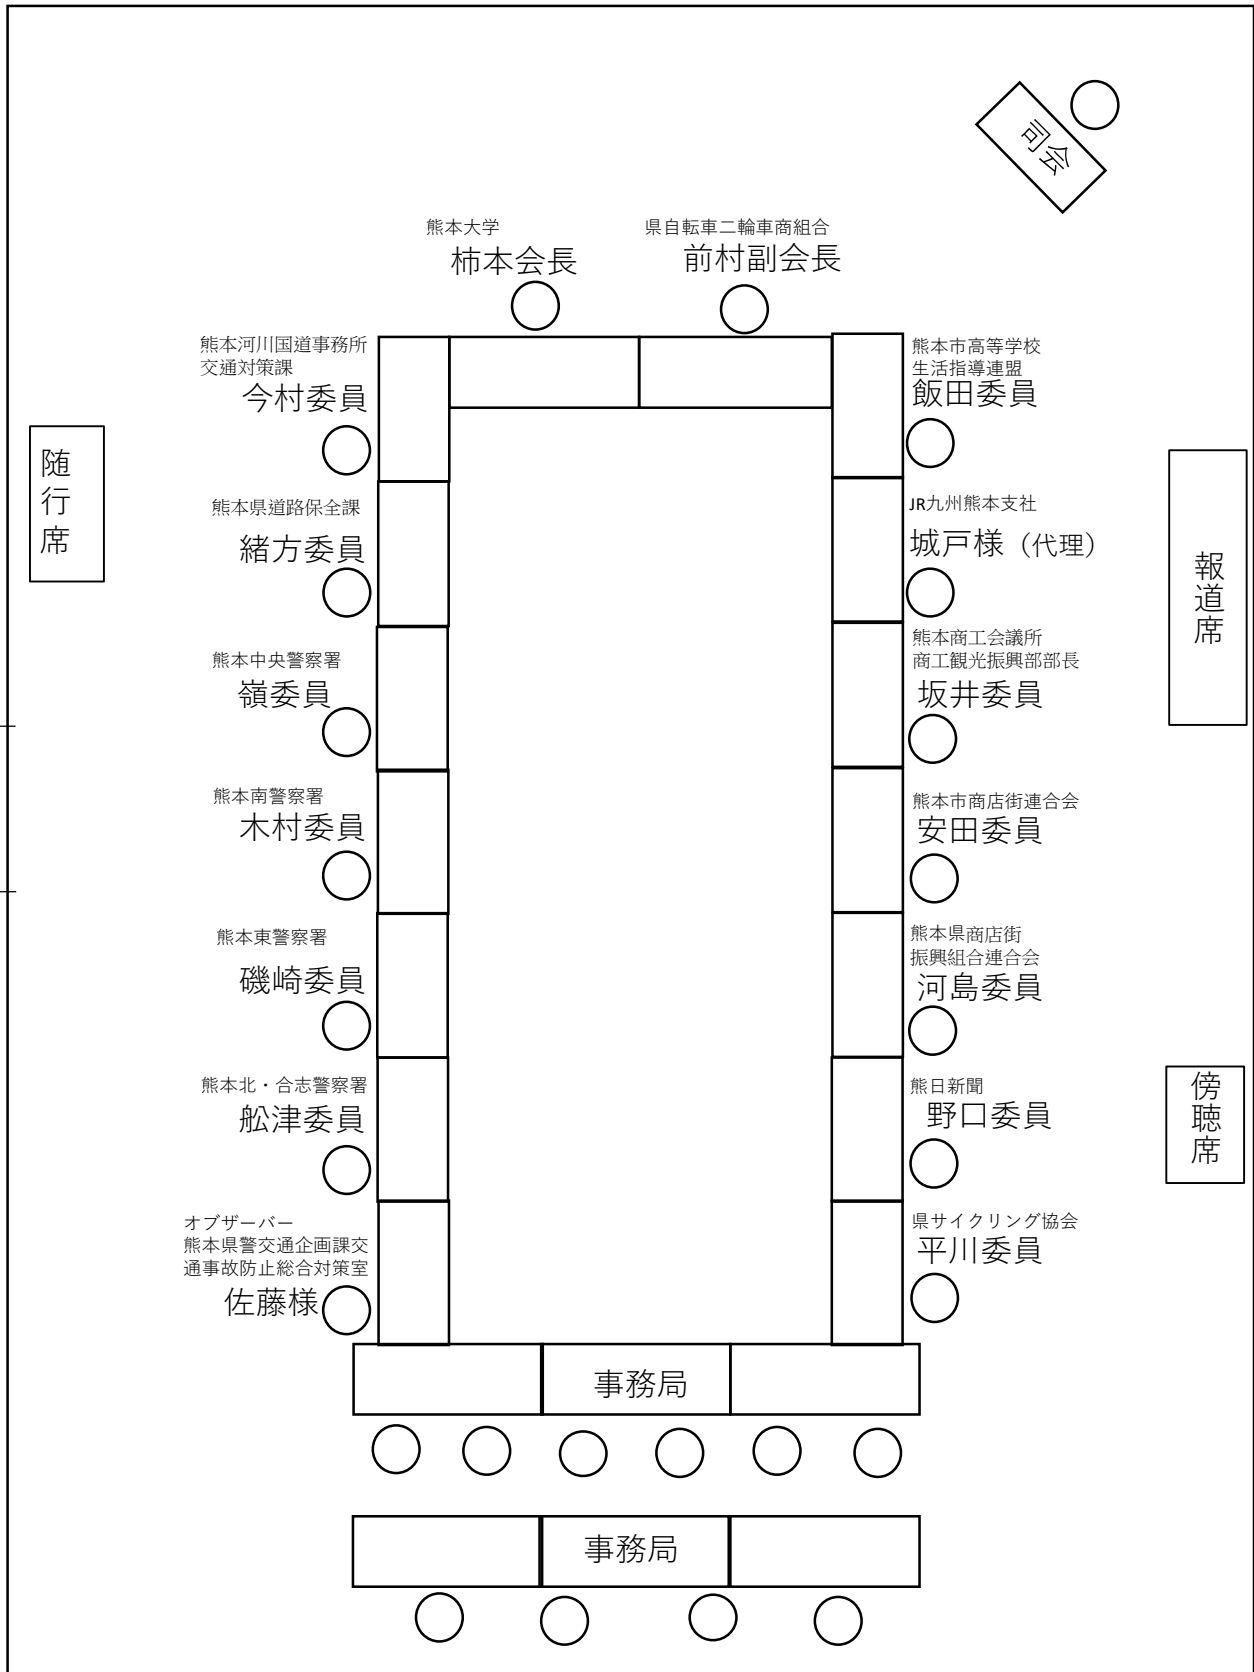 司会
熊本大学
柿本会長
県自転車二輪車商組合
前村副会長
熊本河川国道事務所
交通対策課
今村委員
熊本県道路保全課
緒方委員
熊本中央警察署
嶺委員
熊本南警察署
木村委員
熊本東警察署
磯崎委員
熊本北・合志警察署
舩津委員
オブザーバー
熊本県警交通企画課交
通事故防止総合対策室
佐藤様
熊本市高等学校
生活指導連盟
飯田委員
JR九州熊本支社
城戸様（代理）
熊本商工会議所
商工観光振興部部長
坂井委員
熊本市商店街連合会
安田委員
熊本県商店街
振興組合連合会
河島委員
熊日新聞
野口委員
県サイクリング協会
平川委員
随行席
報道席
傍聴席
事務局
事務局